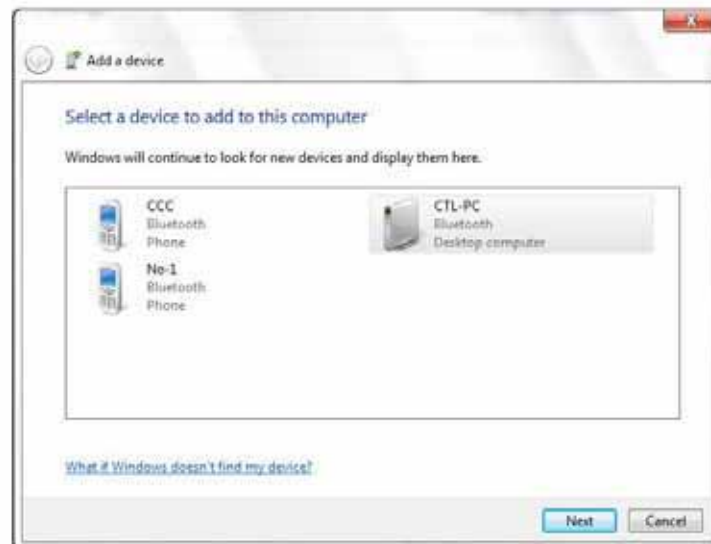 Add a device
Select a device to add to this computer
Windows will continue to look for new devices and display them here.
CCC
Bluetooth
Phone
CTL-PC
Bluetooth
Desktop computer
No-1
Bluetooth
Phone
What if Windows doesn't find my device?
Next
Cancel